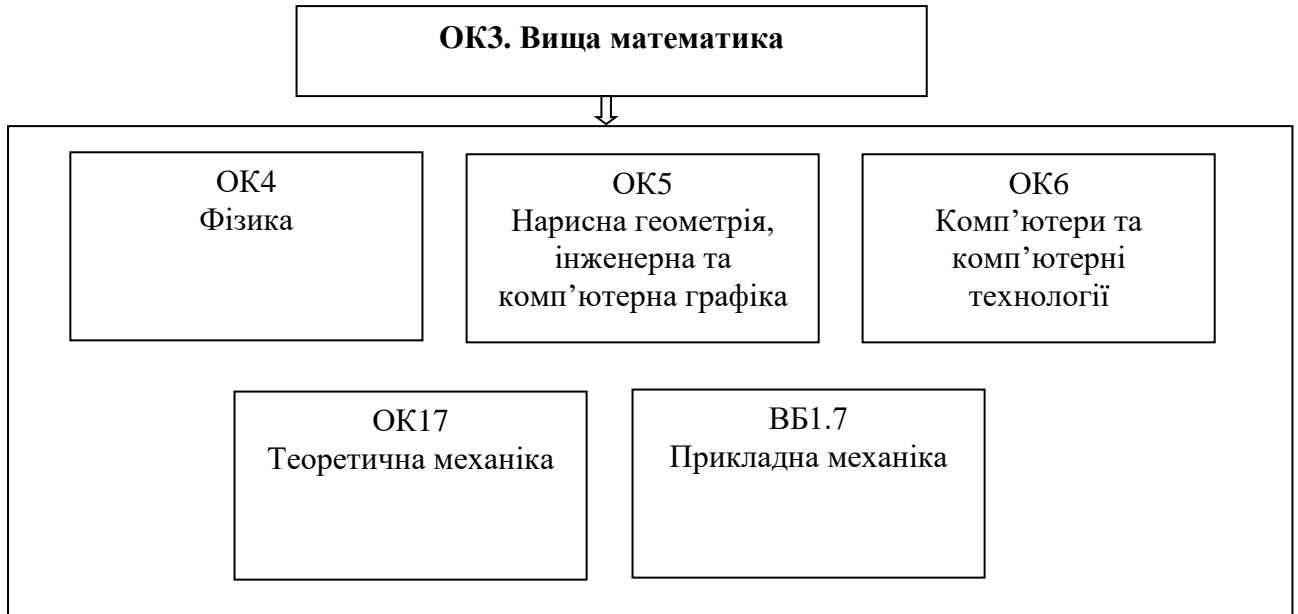 ОК3. Вища математика
ОК4
Фізика
ОК5
Нарисна геометрія,
інженерна та
комп’ютерна графіка
ОК6
Комп’ютери та
комп’ютерні
технології
ОК17
Теоретична механіка
ВБ1.7
Прикладна механіка